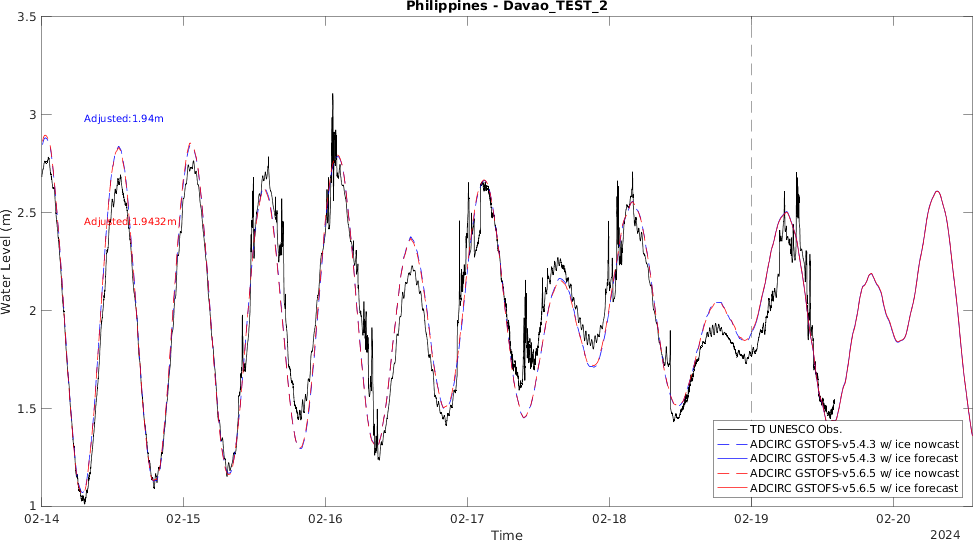 Philippines - Davao_TEST_2
3.5
3
2.5
2
1.5
1
Water Level (m)
Adjusted:1.94m
Adjusted:1.9432m
TD UNESCO Obs.
ADCIRC GSTOFS-v5.4.3 w/ ice nowcast
ADCIRC GSTOFS-v5.4.3 w/ ice forecast
ADCIRC GSTOFS-v5.6.5 w/ ice nowcast
ADCIRC GSTOFS-v5.6.5 w/ ice forecast
02-14 02-15 02-16 02-17 02-18 02-19 02-20
Time
2024